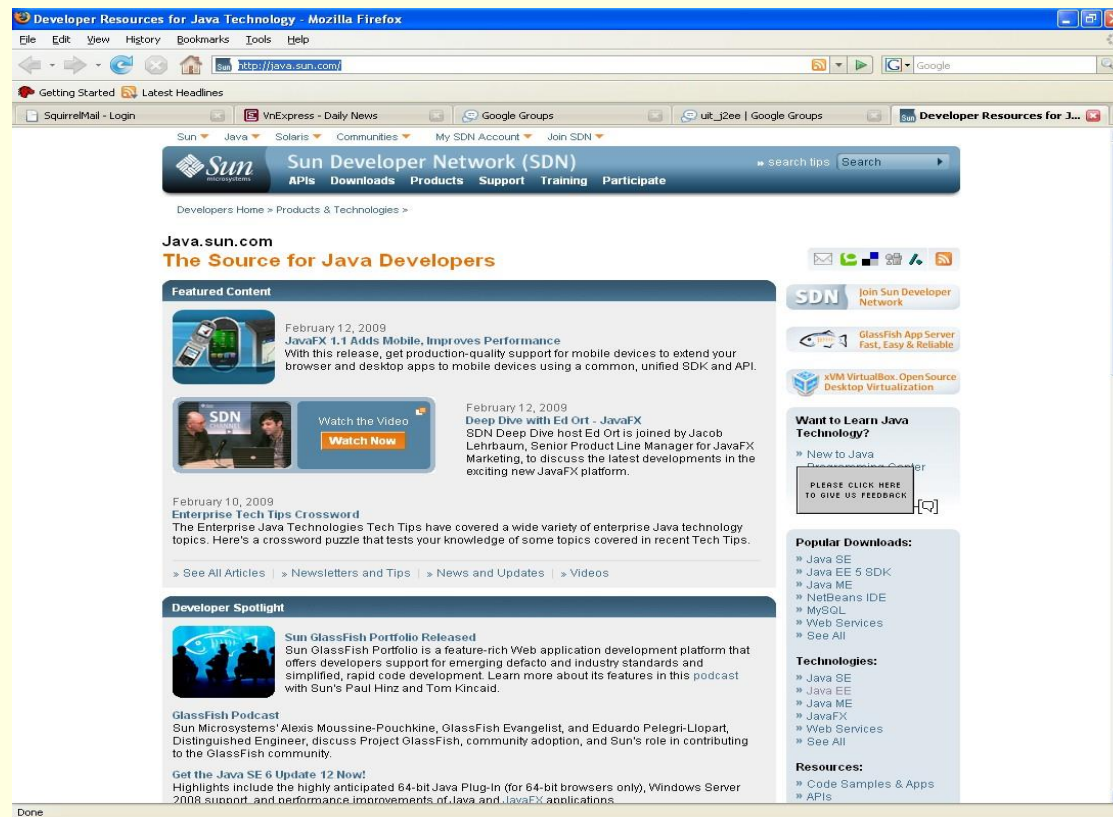 Developer Resources for Java Technology - Mozilla Firefox
File Edit View History Bookmarks Tools Help
Sun http://java.sun.com/ G Google
Getting Started Latest Headlines
SquirrelMail - Login VnExpress - Daily News Google Groups uit_j2ee | Google Groups Developer Resources for J...
Sun Java Solaris Communities My SDN Account Join SDN
Sun microsystems
Sun Developer Network (SDN)
» search tips Search
APIs Downloads Products Support Training Participate
Developers Home > Products & Technologies >
Java.sun.com
The Source for Java Developers
Featured Content
February 12, 2009
JavaFX 1.1 Adds Mobile, Improves Performance
With this release, get production-quality support for mobile devices to extend your
browser and desktop apps to mobile devices using a common, unified SDK and API.
SDN CHANNEL
Watch the Video
Watch Now
February 12, 2009
Deep Dive with Ed Ort - JavaFX
SDN Deep Dive host Ed Ort is joined by Jacob
Lehrbaum, Senior Product Line Manager for JavaFX
Marketing, to discuss the latest developments in the
exciting new JavaFX platform.
February 10, 2009
Enterprise Tech Tips Crossword
The Enterprise Java Technologies Tech Tips have covered a wide variety of enterprise Java technology
topics. Here's a crossword puzzle that tests your knowledge of some topics covered in recent Tech Tips.
» See All Articles | » Newsletters and Tips | » News and Updates | » Videos
Developer Spotlight
Sun GlassFish Portfolio Released
Sun GlassFish Portfolio is a feature-rich Web application development platform that
offers developers support for emerging defacto and industry standards and
simplified, rapid code development. Learn more about its features in this podcast
with Sun's Paul Hinz and Tom Kincaid.
GlassFish Podcast
Sun Microsystems' Alexis Moussine-Pouchkine, GlassFish Evangelist, and Eduardo Pelegri-Llopart,
Distinguished Engineer, discuss Project GlassFish, community adoption, and Sun's role in contributing
to the GlassFish community.
Get the Java SE 6 Update 12 Now!
Highlights include the highly anticipated 64-bit Java Plug-In (for 64-bit browsers only), Windows Server
2008 support, and performance improvements of Java and JavaFX applications.
SDN
Join Sun Developer
Network
GlassFish App Server
Fast, Easy & Reliable
xVM VirtualBox. Open Source
Desktop Virtualization
Want to Learn Java
Technology?
» New to Java
Programming Center
PLEASE CLICK HERE
TO GIVE US FEEDBACK
Popular Downloads:
» Java SE
» Java EE 5 SDK
» Java ME
» NetBeans IDE
» MySQL
» Web Services
» See All
Technologies:
» Java SE
» Java EE
» Java ME
» JavaFX
» Web Services
» See All
Resources:
» Code Samples & Apps
» APIs
Done